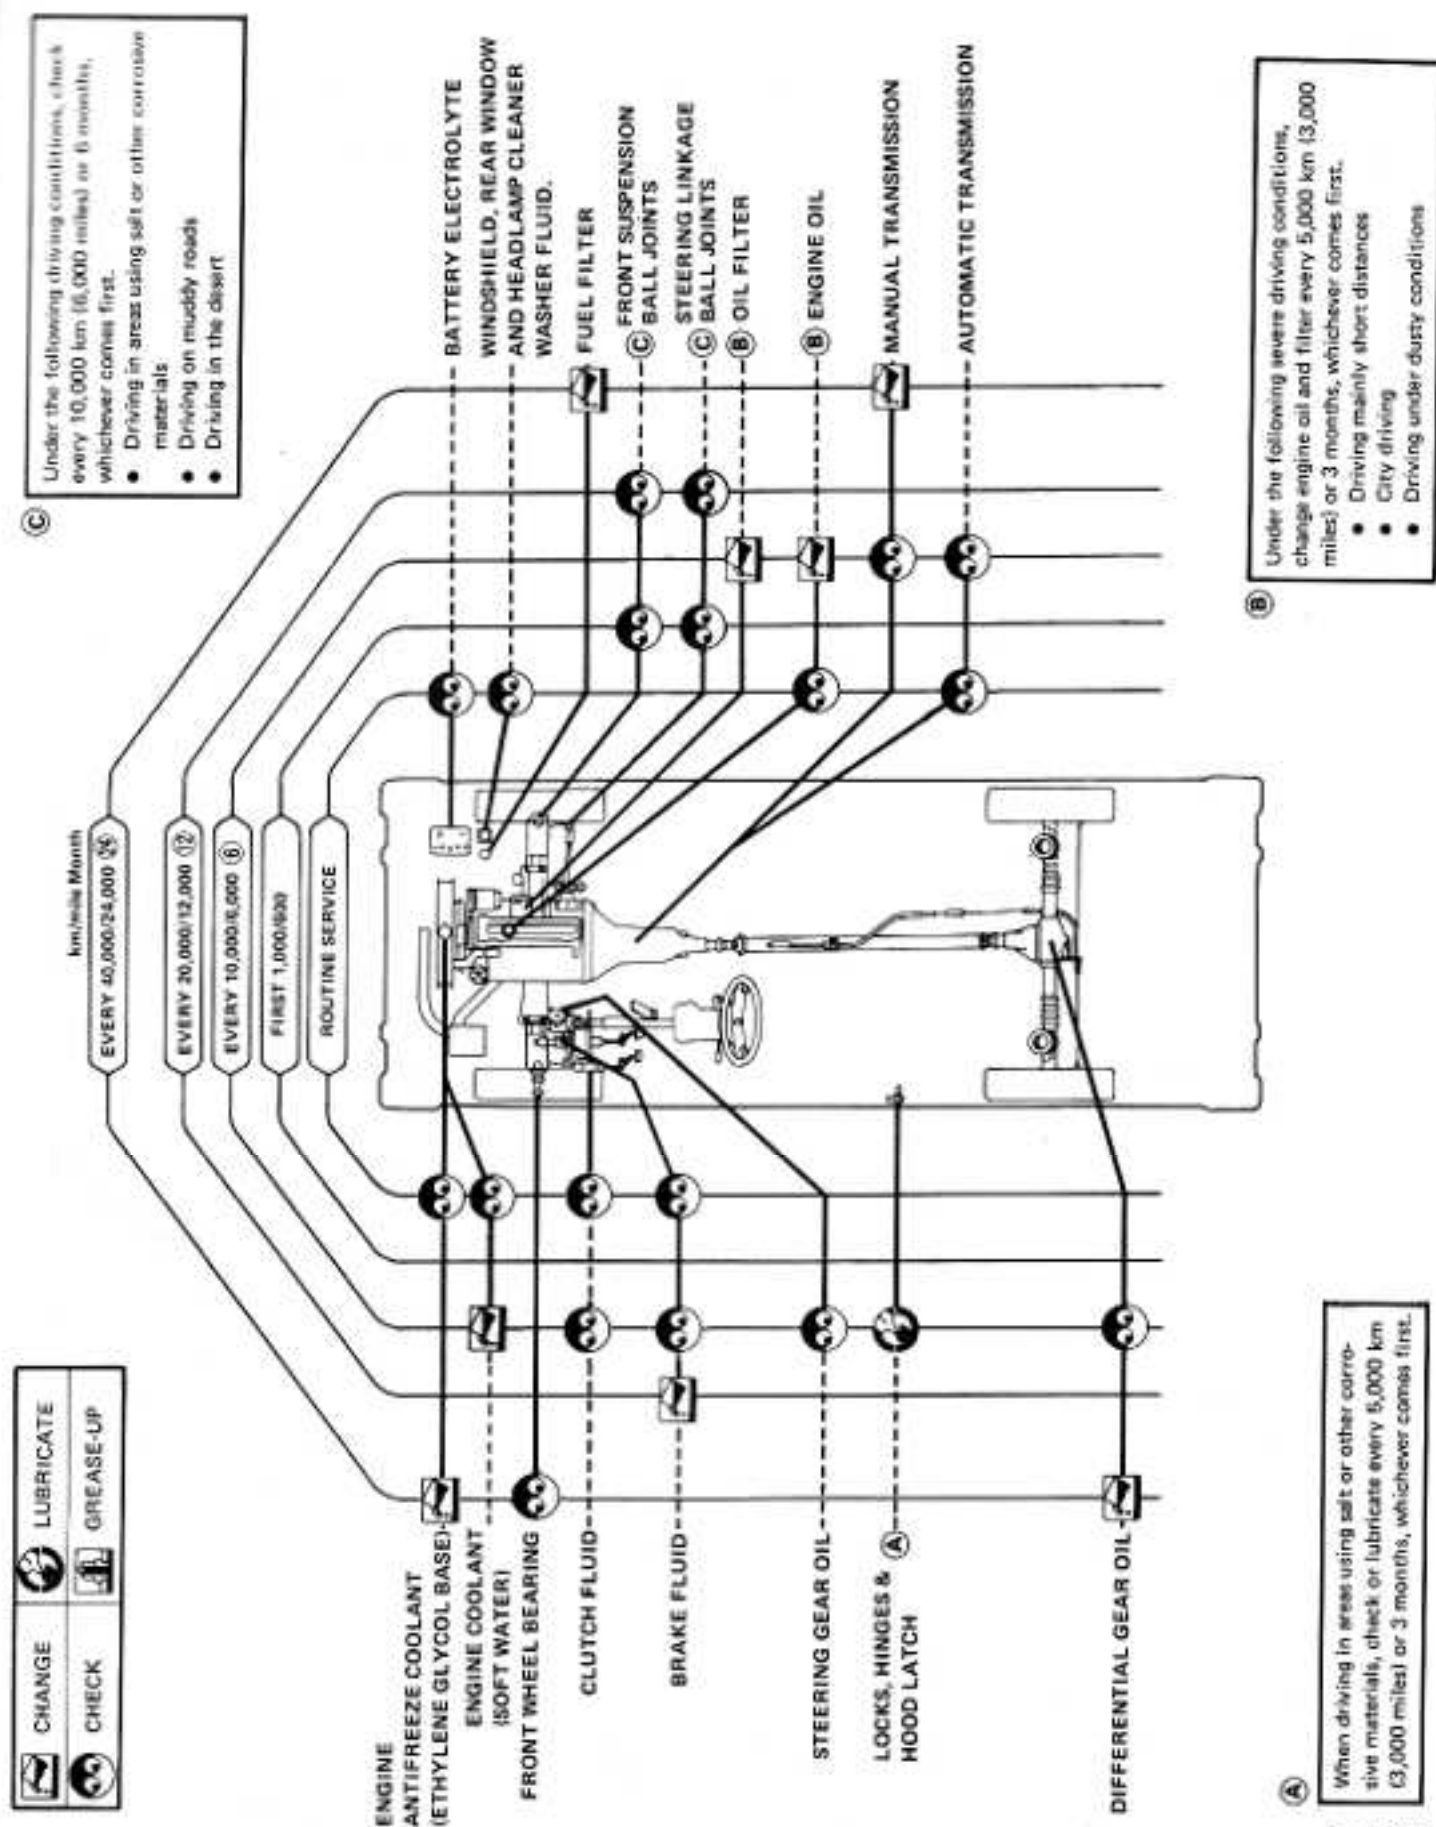 CHANGE
LUBRICATE
CHECK
GREASE-UP
Ⓒ
Under the following driving conditions, check
every 10,000 km (6,000 miles) or 6 months,
whichever comes first.
● Driving in areas using salt or other corrosive
materials
● Driving on muddy roads
● Driving in the desert
km/mile Month
EVERY 40,000/24,000 ㉔
EVERY 20,000/12,000 ⑫
EVERY 10,000/6,000 ⑥
FIRST 1,000/600
ROUTINE SERVICE
ENGINE
ANTIFREEZE COOLANT
(ETHYLENE GLYCOL BASE)
ENGINE COOLANT
(SOFT WATER)
FRONT WHEEL BEARING
CLUTCH FLUID
BRAKE FLUID
STEERING GEAR OIL
LOCKS, HINGES & Ⓐ
HOOD LATCH
DIFFERENTIAL GEAR OIL
BATTERY ELECTROLYTE
WINDSHIELD, REAR WINDOW
AND HEADLAMP CLEANER
WASHER FLUID.
FUEL FILTER
FRONT SUSPENSION
Ⓒ BALL JOINTS
STEERING LINKAGE
Ⓒ BALL JOINTS
Ⓑ OIL FILTER
Ⓑ ENGINE OIL
MANUAL TRANSMISSION
AUTOMATIC TRANSMISSION
Ⓐ
When driving in areas using salt or other corro-
sive materials, check or lubricate every 5,000 km
(3,000 miles) or 3 months, whichever comes first.
Ⓑ
Under the following severe driving conditions,
change engine oil and filter every 5,000 km (3,000
miles) or 3 months, whichever comes first.
● Driving mainly short distances
● City driving
● Driving under dusty conditions